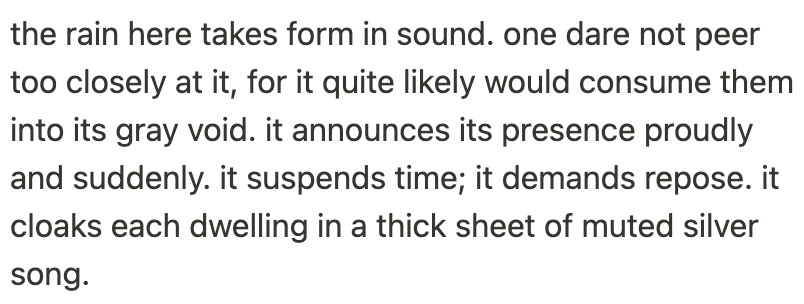 the rain here takes form in sound. one dare not peer
too closely at it, for it quite likely would consume them
into its gray void. it announces its presence proudly
and suddenly. it suspends time; it demands repose. it
cloaks each dwelling in a thick sheet of muted silver
song.